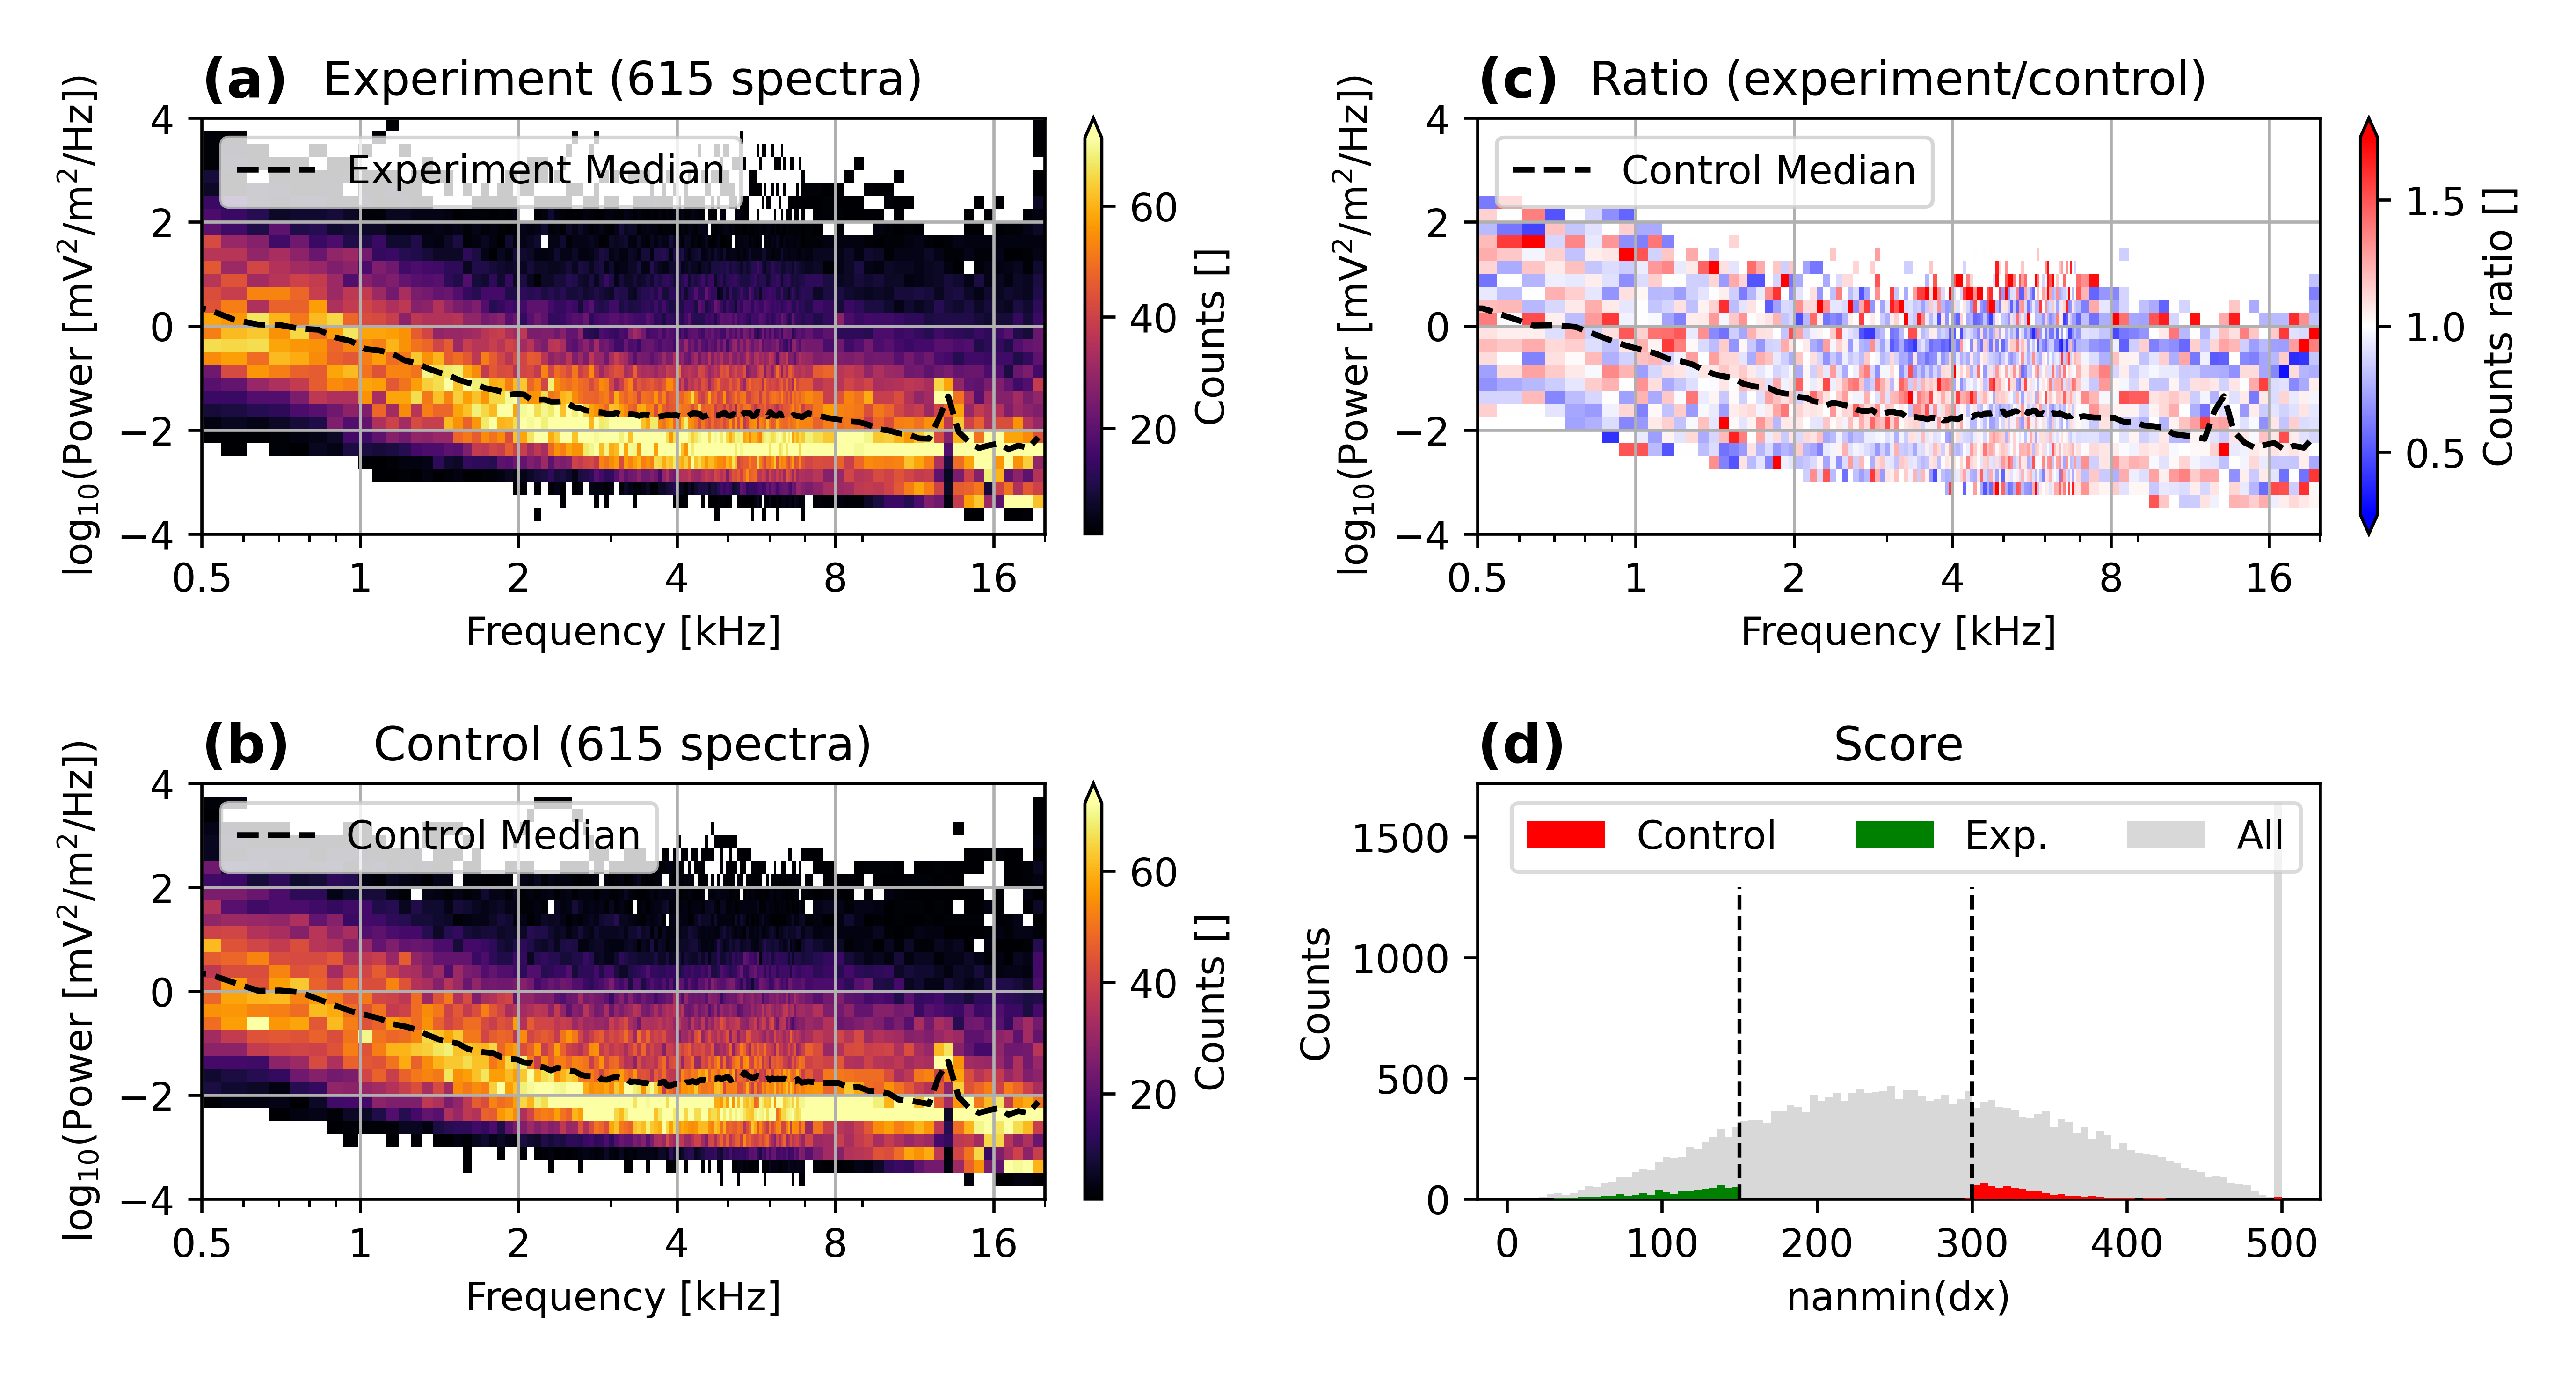 (a) Experiment (615 spectra)
log10(Power [mV²/m²/Hz])
4
2
0
−2
−4
Experiment Median
0.5 1 2 4 8 16
Frequency [kHz]
60
40
20
Counts []
(c) Ratio (experiment/control)
log10(Power [mV²/m²/Hz])
4
2
0
−2
−4
Control Median
0.5 1 2 4 8 16
Frequency [kHz]
1.5
1.0
0.5
Counts ratio []
(b) Control (615 spectra)
log10(Power [mV²/m²/Hz])
4
2
0
−2
−4
Control Median
0.5 1 2 4 8 16
Frequency [kHz]
60
40
20
Counts []
(d) Score
Counts
1500
1000
500
0
Control Exp. All
0 100 200 300 400 500
nanmin(dx)